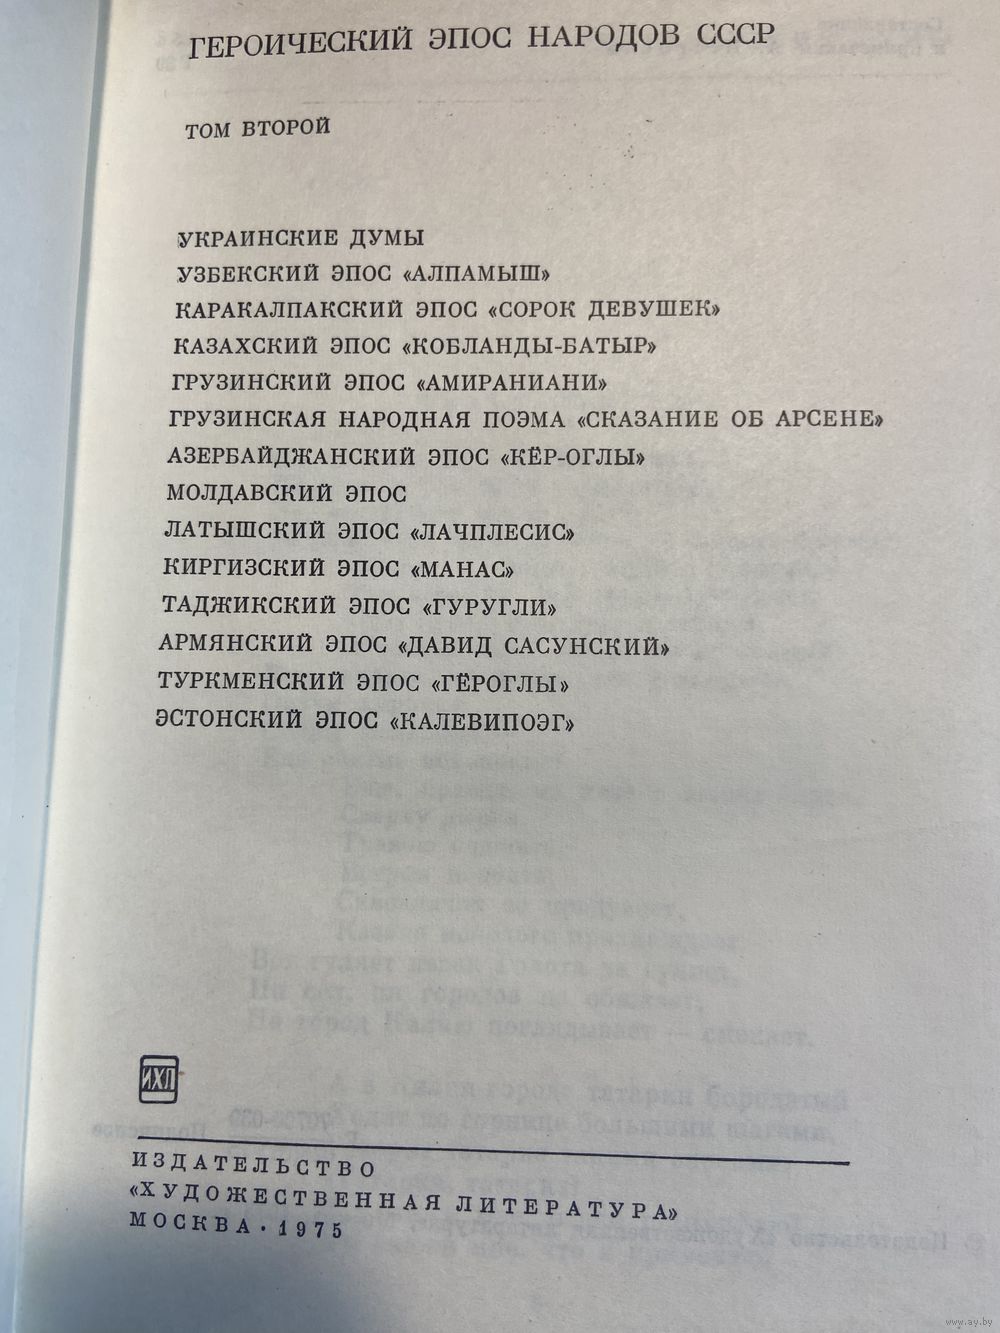 ГЕРОИЧЕСКИЙ ЭПОС НАРОДОВ СССР
ТОМ ВТОРОЙ
УКРАИНСКИЕ ДУМЫ
УЗБЕКСКИЙ ЭПОС «АЛПАМЫШ»
КАРАКАЛПАКСКИЙ ЭПОС «СОРОК ДЕВУШЕК»
КАЗАХСКИЙ ЭПОС «КОБЛАНДЫ-БАТЫР»
ГРУЗИНСКИЙ ЭПОС «АМИРАНИАНИ»
ГРУЗИНСКАЯ НАРОДНАЯ ПОЭМА «СКАЗАНИЕ ОБ АРСЕНЕ»
АЗЕРБАЙДЖАНСКИЙ ЭПОС «КЁР-ОГЛЫ»
МОЛДАВСКИЙ ЭПОС
ЛАТЫШСКИЙ ЭПОС «ЛАЧПЛЕСИС»
КИРГИЗСКИЙ ЭПОС «МАНАС»
ТАДЖИКСКИЙ ЭПОС «ГУРУГЛИ»
АРМЯНСКИЙ ЭПОС «ДАВИД САСУНСКИЙ»
ТУРКМЕНСКИЙ ЭПОС «ГЁРОГЛЫ»
ЭСТОНСКИЙ ЭПОС «КАЛЕВИПОЭГ»
ИХЛ
ИЗДАТЕЛЬСТВО
«ХУДОЖЕСТВЕННАЯ ЛИТЕРАТУРА»
МОСКВА · 1975
www.ay.by